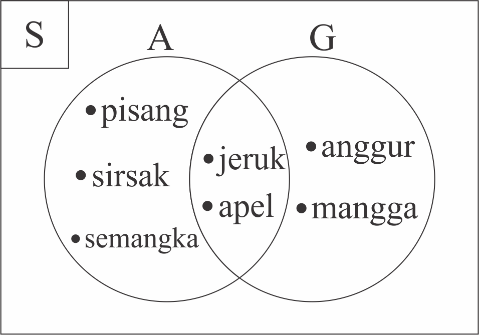 S
A
G
pisang
sirsak
semangka
jeruk
apel
anggur
mangga